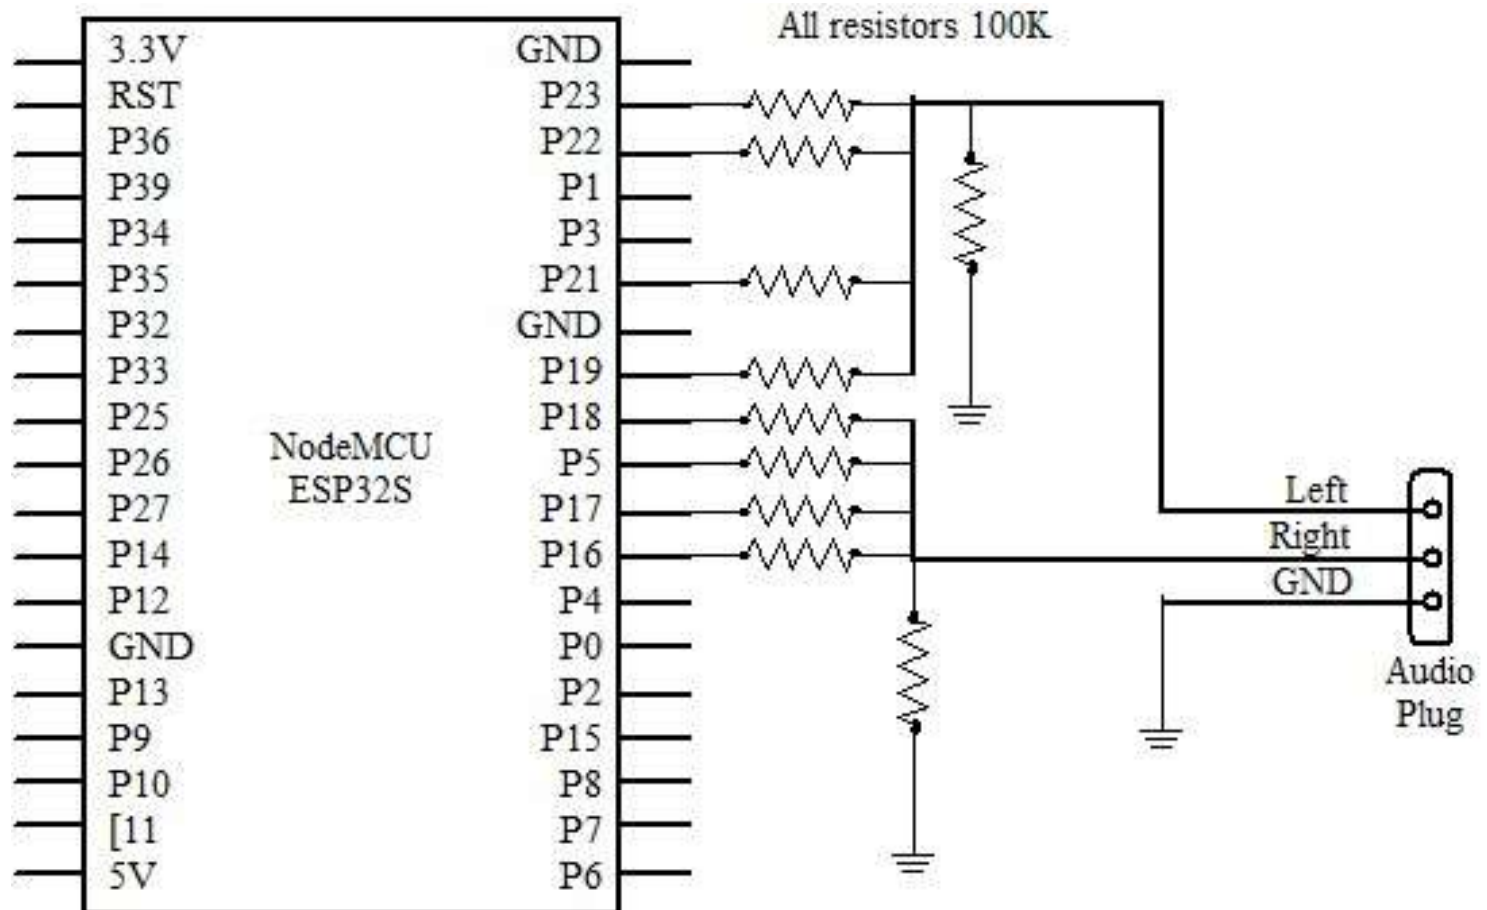 All resistors 100K
3.3V
RST
P36
P39
P34
P35
P32
P33
P25
P26
P27
P14
P12
GND
P13
P9
P10
[11
5V
NodeMCU
ESP32S
GND
P23
P22
P1
P3
P21
GND
P19
P18
P5
P17
P16
P4
P0
P2
P15
P8
P7
P6
Left
Right
GND
Audio
Plug